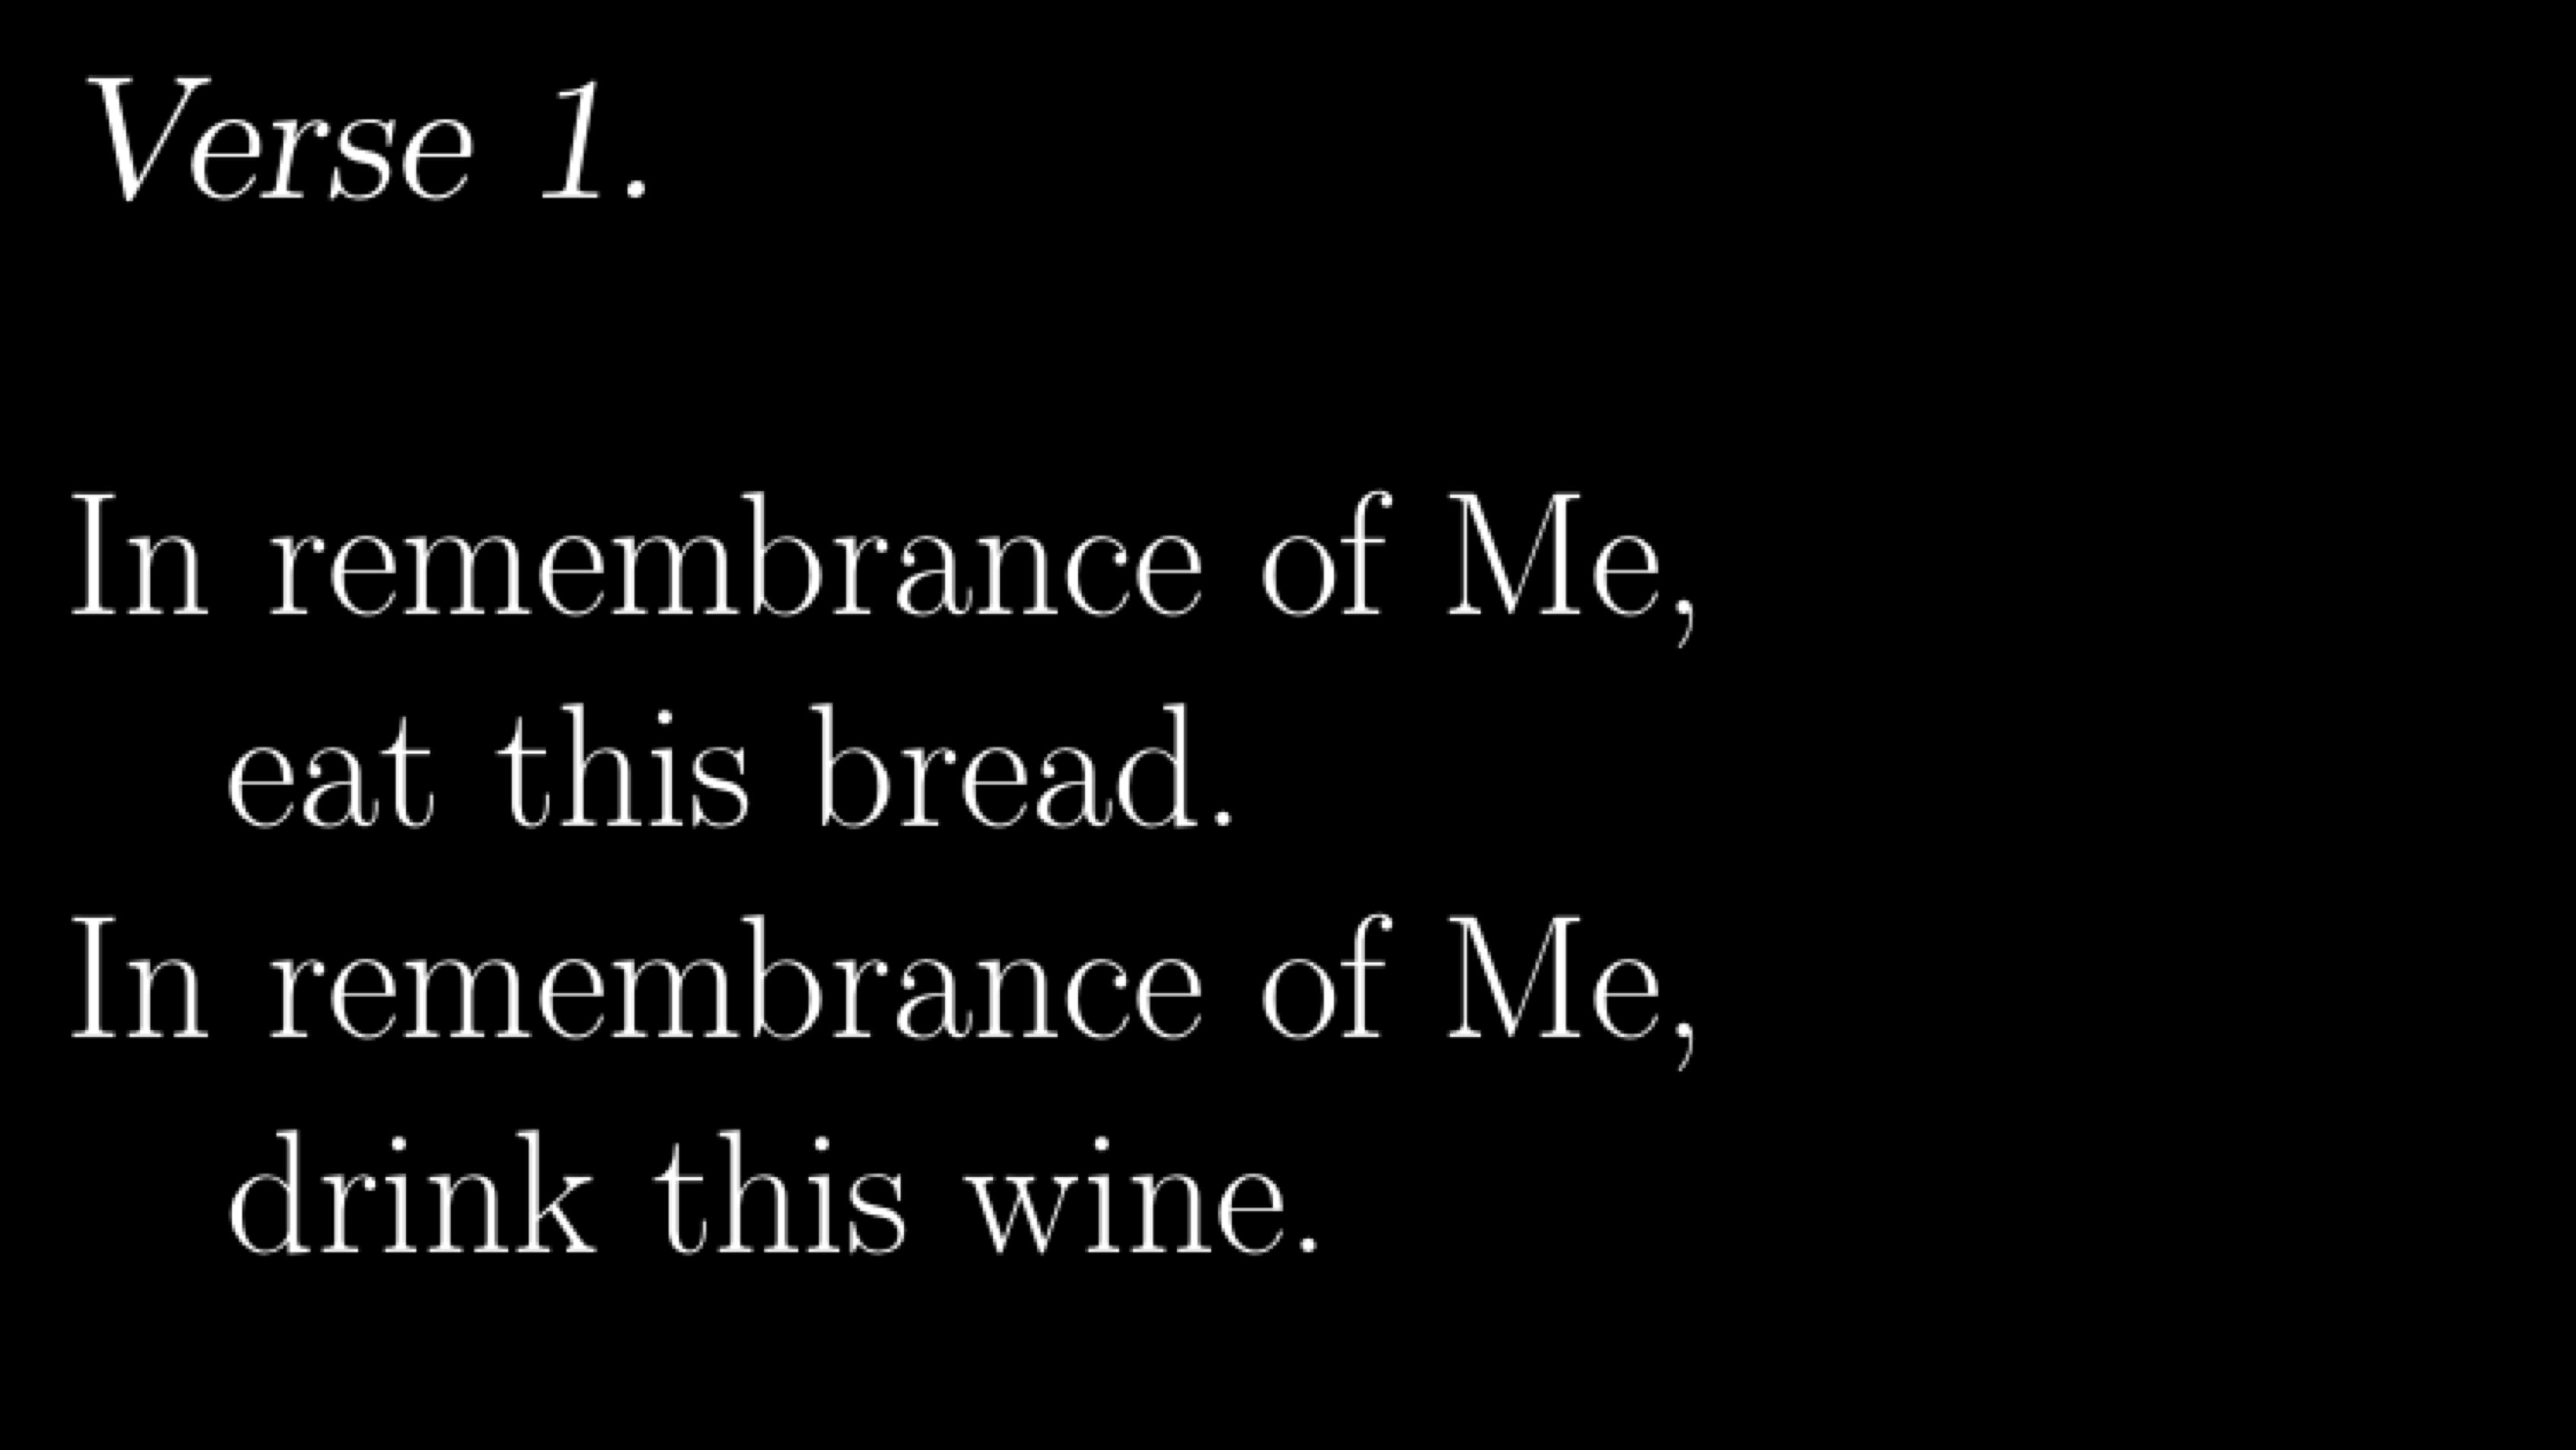 Verse 1.
In remembrance of Me,
eat this bread.
In remembrance of Me,
drink this wine.